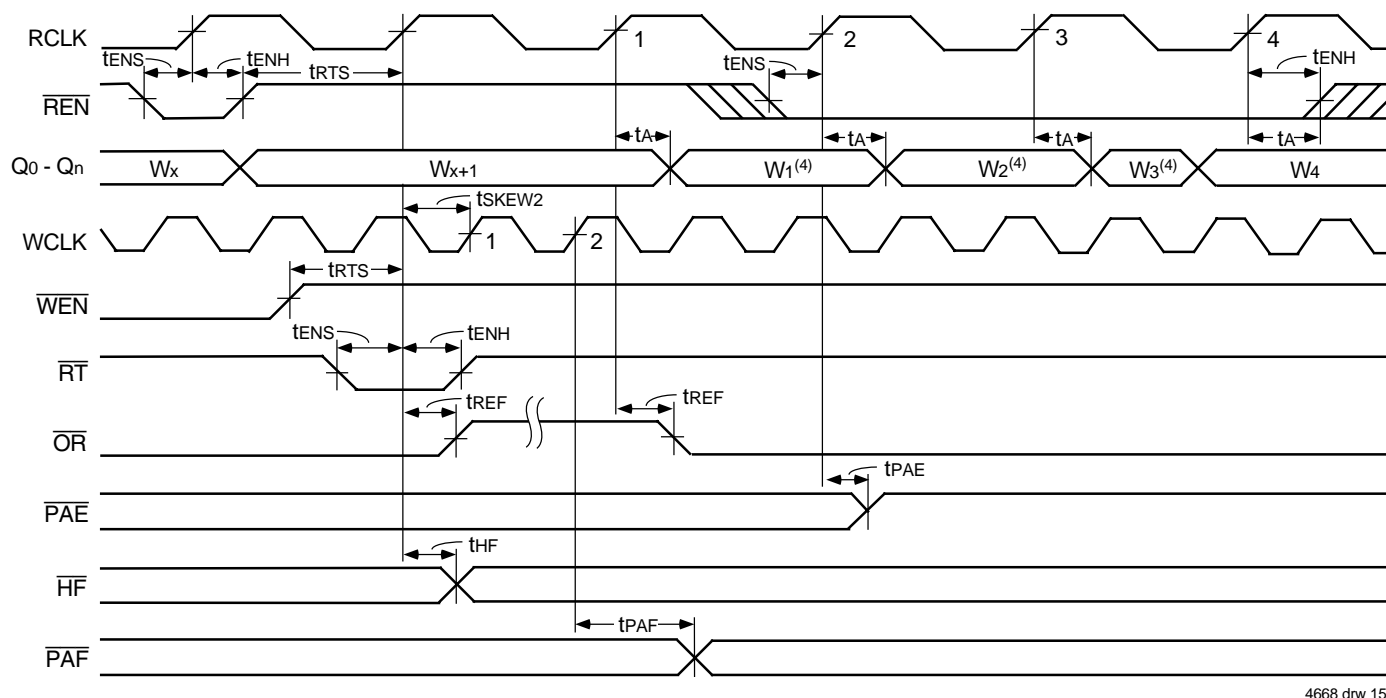 RCLK 1 2 3 4
tENS tENH tRTS tENS tENH
REN
tA tA tA tA
Q0 - Qn Wx Wx+1 W1(4) W2(4) W3(4) W4
tSKEW2
WCLK 1 2
tRTS
WEN
tENS tENH
RT
tREF tREF
OR
tPAE
PAE
tHF
HF
tPAF
PAF
4668 drw 15